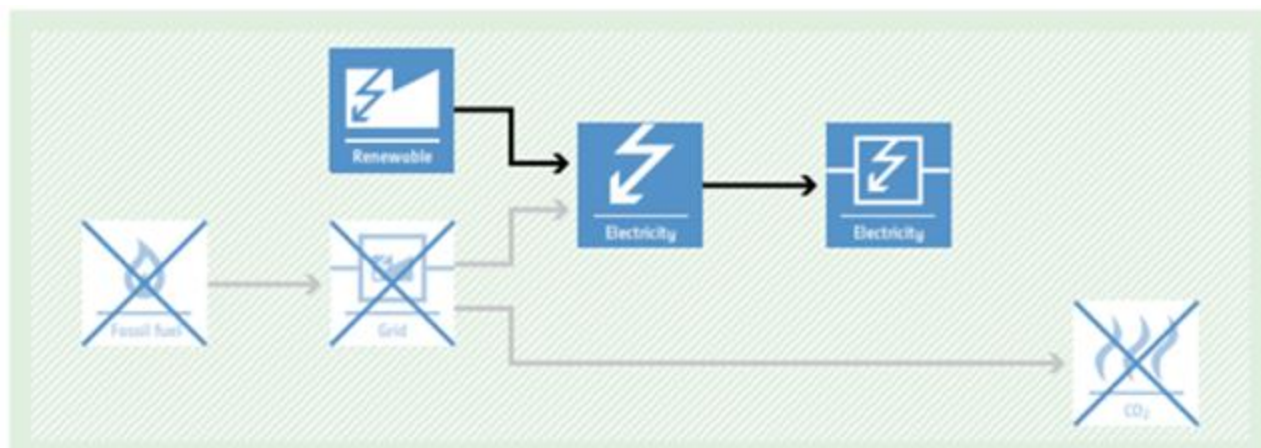 Renewable
Electricity
Electricity
Fossil fuel
Grid
CO₂